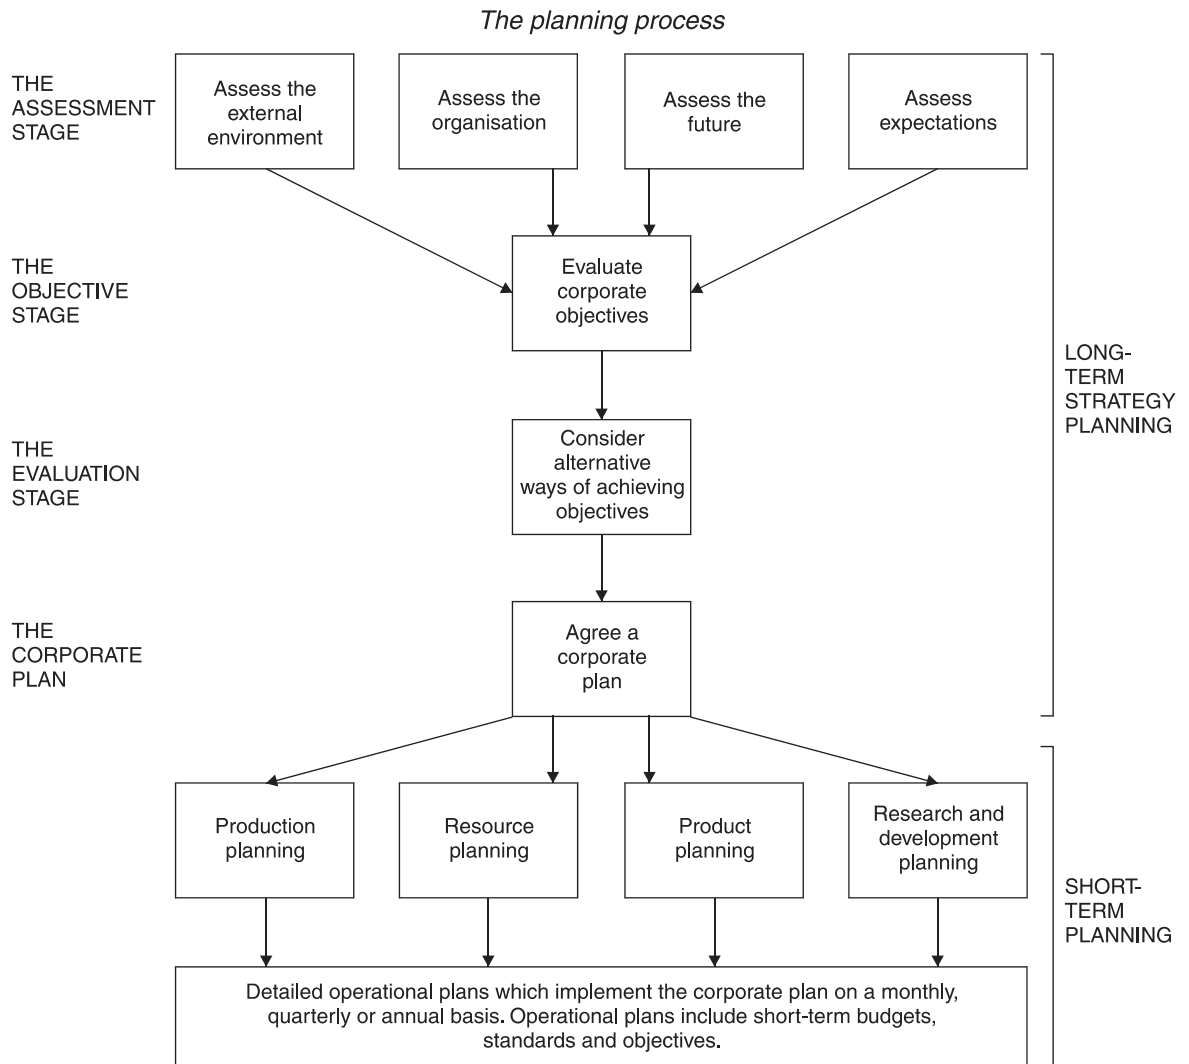 The planning process
THE
ASSESSMENT
STAGE
Assess the
external
environment
Assess the
organisation
Assess the
future
Assess
expectations
THE
OBJECTIVE
STAGE
Evaluate
corporate
objectives
LONG-
TERM
STRATEGY
PLANNING
THE
EVALUATION
STAGE
Consider
alternative
ways of achieving
objectives
THE
CORPORATE
PLAN
Agree a
corporate
plan
Production
planning
Resource
planning
Product
planning
Research and
development
planning
SHORT-
TERM
PLANNING
Detailed operational plans which implement the corporate plan on a monthly,
quarterly or annual basis. Operational plans include short-term budgets,
standards and objectives.